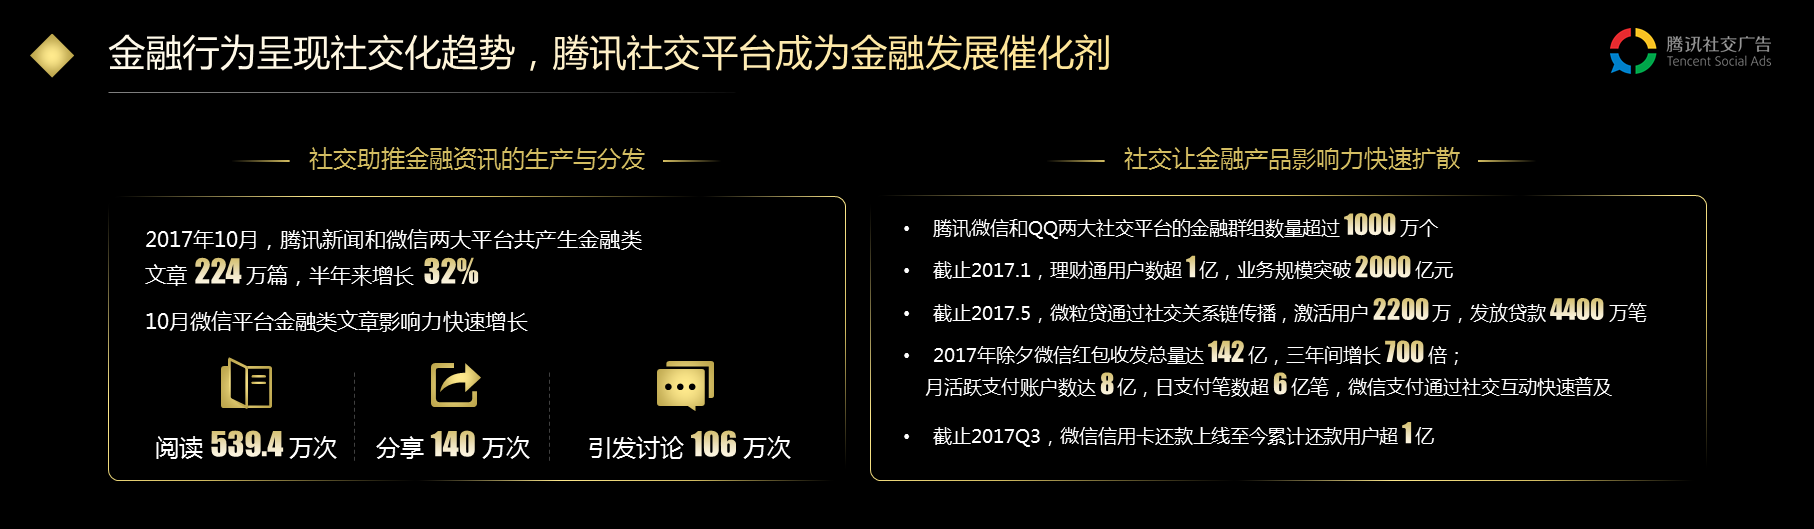 金融行为呈现社交化趋势，腾讯社交平台成为金融发展催化剂
腾讯社交广告
Tencent Social Ads
社交助推金融资讯的生产与分发
2017年10月，腾讯新闻和微信两大平台共产生金融类
文章 224 万篇，半年来增长 32%
10月微信平台金融类文章影响力快速增长
阅读 539.4 万次
分享 140 万次
引发讨论 106 万次
社交让金融产品影响力快速扩散
• 腾讯微信和QQ两大社交平台的金融群组数量超过 1000 万个
• 截止2017.1，理财通用户数超 1 亿，业务规模突破 2000 亿元
• 截止2017.5，微粒贷通过社交关系链传播，激活用户 2200 万，发放贷款 4400 万笔
• 2017年除夕微信红包收发总量达 142 亿，三年间增长 700 倍；
月活跃支付账户数达 8 亿，日支付笔数超 6 亿笔，微信支付通过社交互动快速普及
• 截止2017Q3，微信信用卡还款上线至今累计还款用户超 1 亿